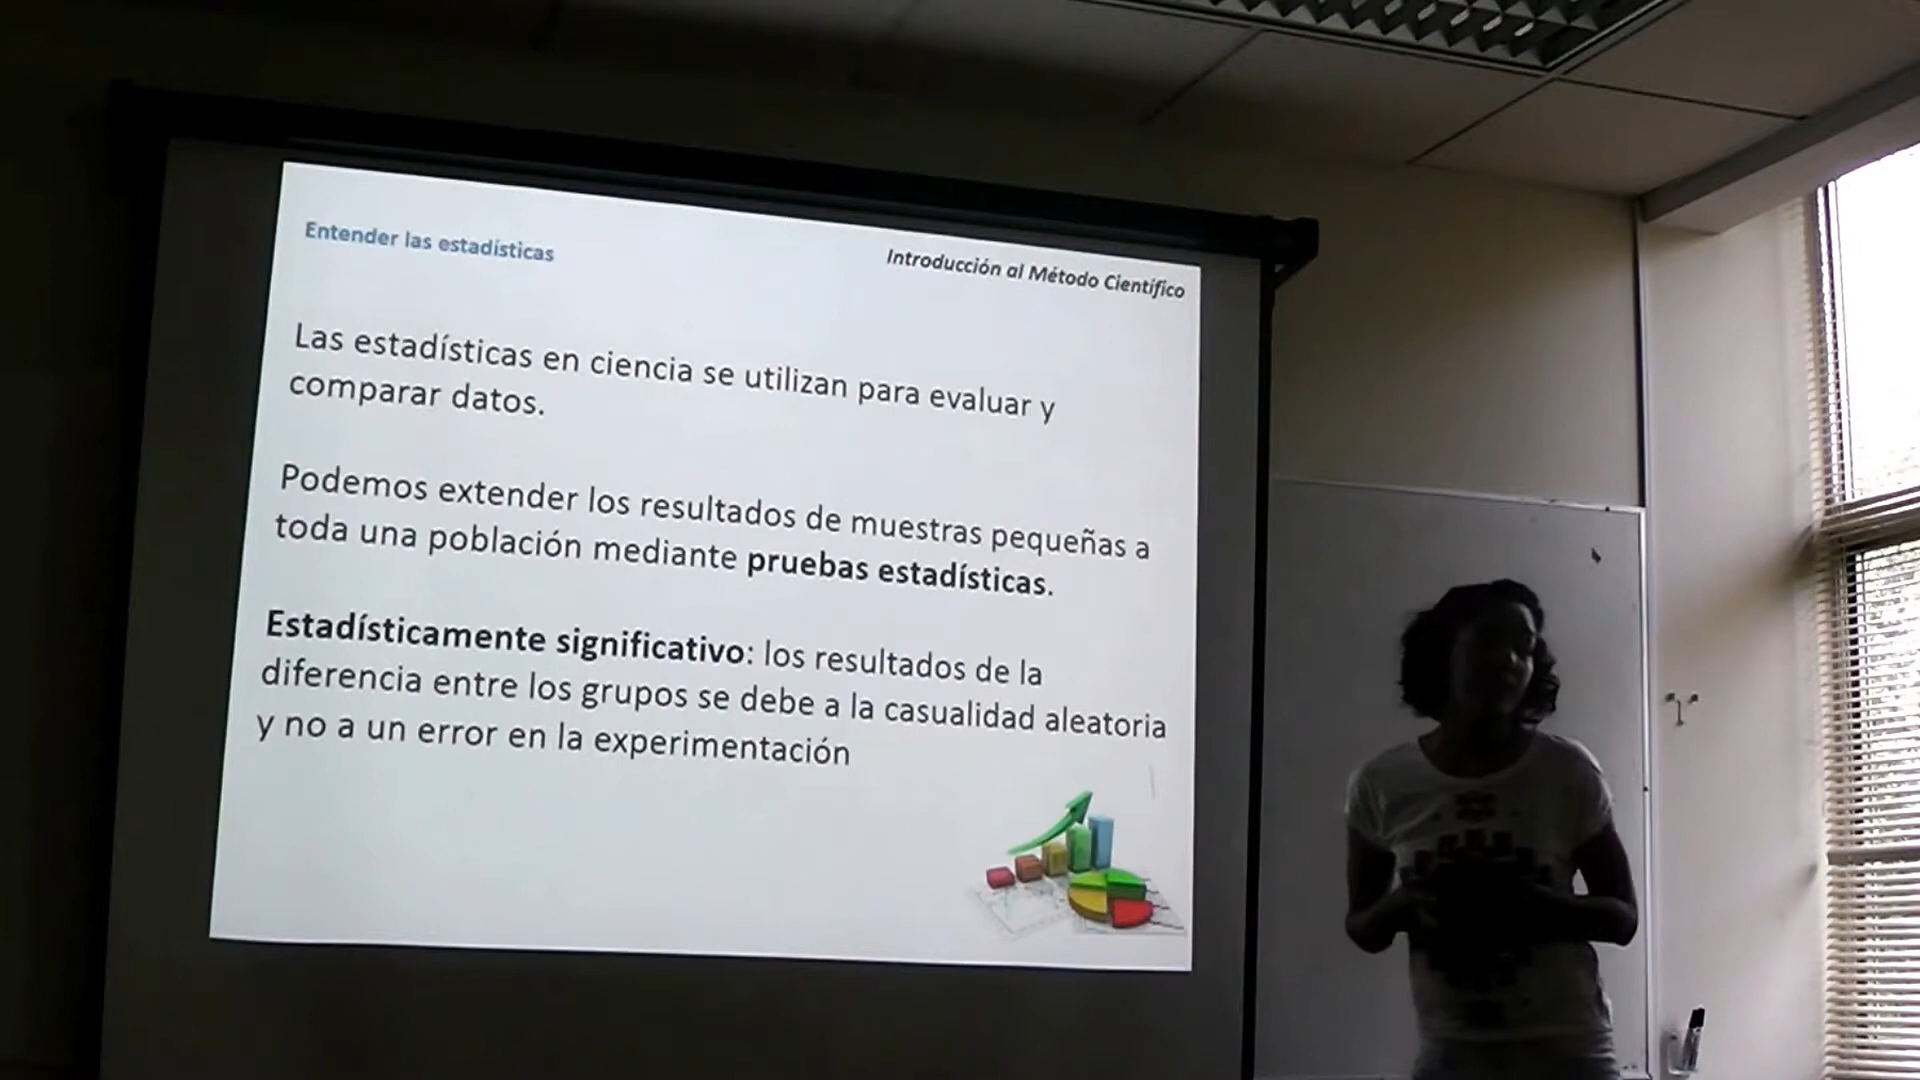 Entender las estadísticas
Introducción al Método Científico
Las estadísticas en ciencia se utilizan para evaluar y
comparar datos.
Podemos extender los resultados de muestras pequeñas a
toda una población mediante pruebas estadísticas.
Estadísticamente significativo: los resultados de la
diferencia entre los grupos se debe a la casualidad aleatoria
y no a un error en la experimentación